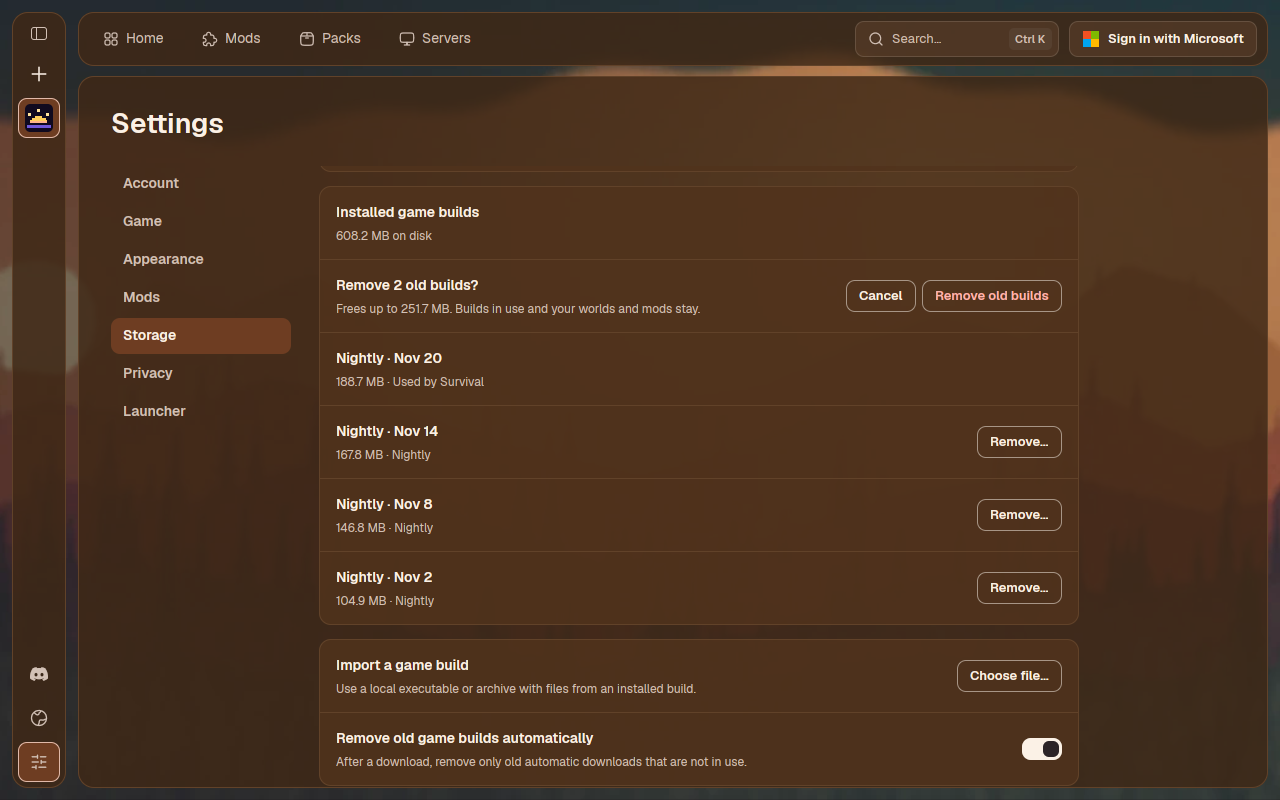 Home
Mods
Packs
Servers
Search...
Ctrl K
Sign in with Microsoft
Settings
Account
Game
Appearance
Mods
Storage
Privacy
Launcher
Installed game builds
608.2 MB on disk
Remove 2 old builds?
Frees up to 251.7 MB. Builds in use and your worlds and mods stay.
Cancel
Remove old builds
Nightly · Nov 20
188.7 MB · Used by Survival
Nightly · Nov 14
167.8 MB · Nightly
Remove...
Nightly · Nov 8
146.8 MB · Nightly
Remove...
Nightly · Nov 2
104.9 MB · Nightly
Remove...
Import a game build
Use a local executable or archive with files from an installed build.
Choose file...
Remove old game builds automatically
After a download, remove only old automatic downloads that are not in use.